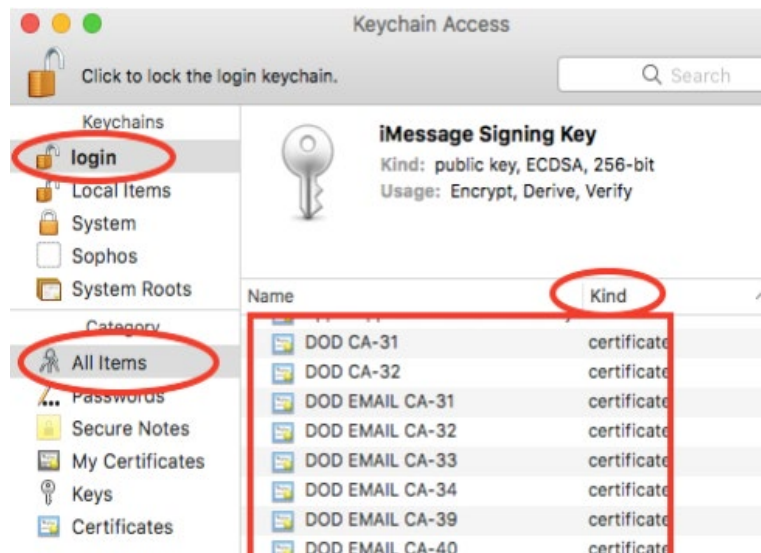 Keychain Access
Click to lock the login keychain.
Search
Keychains
login
Local Items
System
Sophos
System Roots
Category
All Items
Passwords
Secure Notes
My Certificates
Keys
Certificates
iMessage Signing Key
Kind: public key, ECDSA, 256-bit
Usage: Encrypt, Derive, Verify
Name Kind
DOD CA-31 certificate
DOD CA-32 certificate
DOD EMAIL CA-31 certificate
DOD EMAIL CA-32 certificate
DOD EMAIL CA-33 certificate
DOD EMAIL CA-34 certificate
DOD EMAIL CA-39 certificate
DOD EMAIL CA-40 certificate